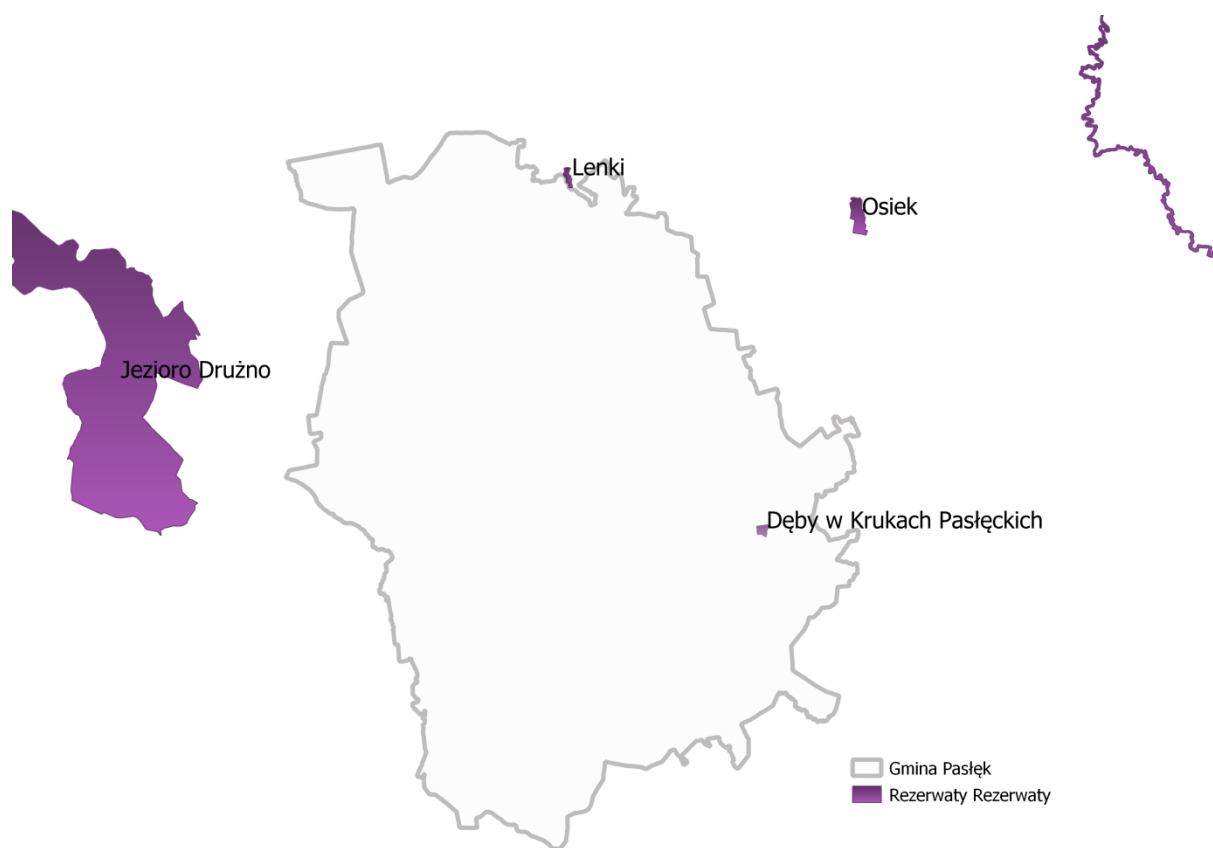 Lenki
Osiek
Jezioro Drużno
Dęby w Krukach Pasłęckich
Gmina Pasłęk
Rezerwaty Rezerwaty